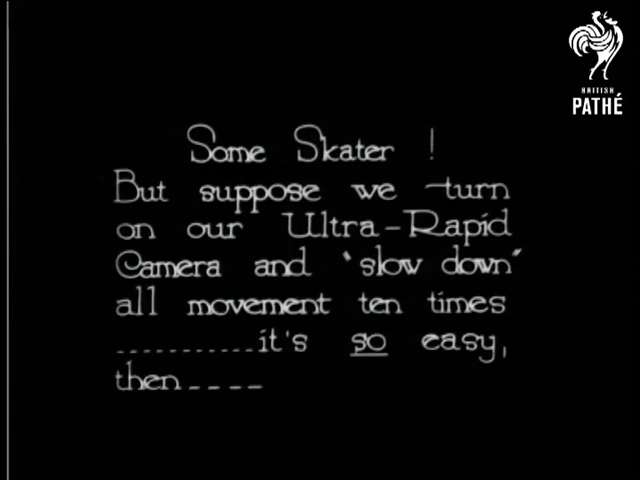 BRITISH
PATHÉ
Some Skater !
But suppose we turn
on our Ultra-Rapid
Camera and "slow down"
all movement ten times
...........it's so easy,
then----